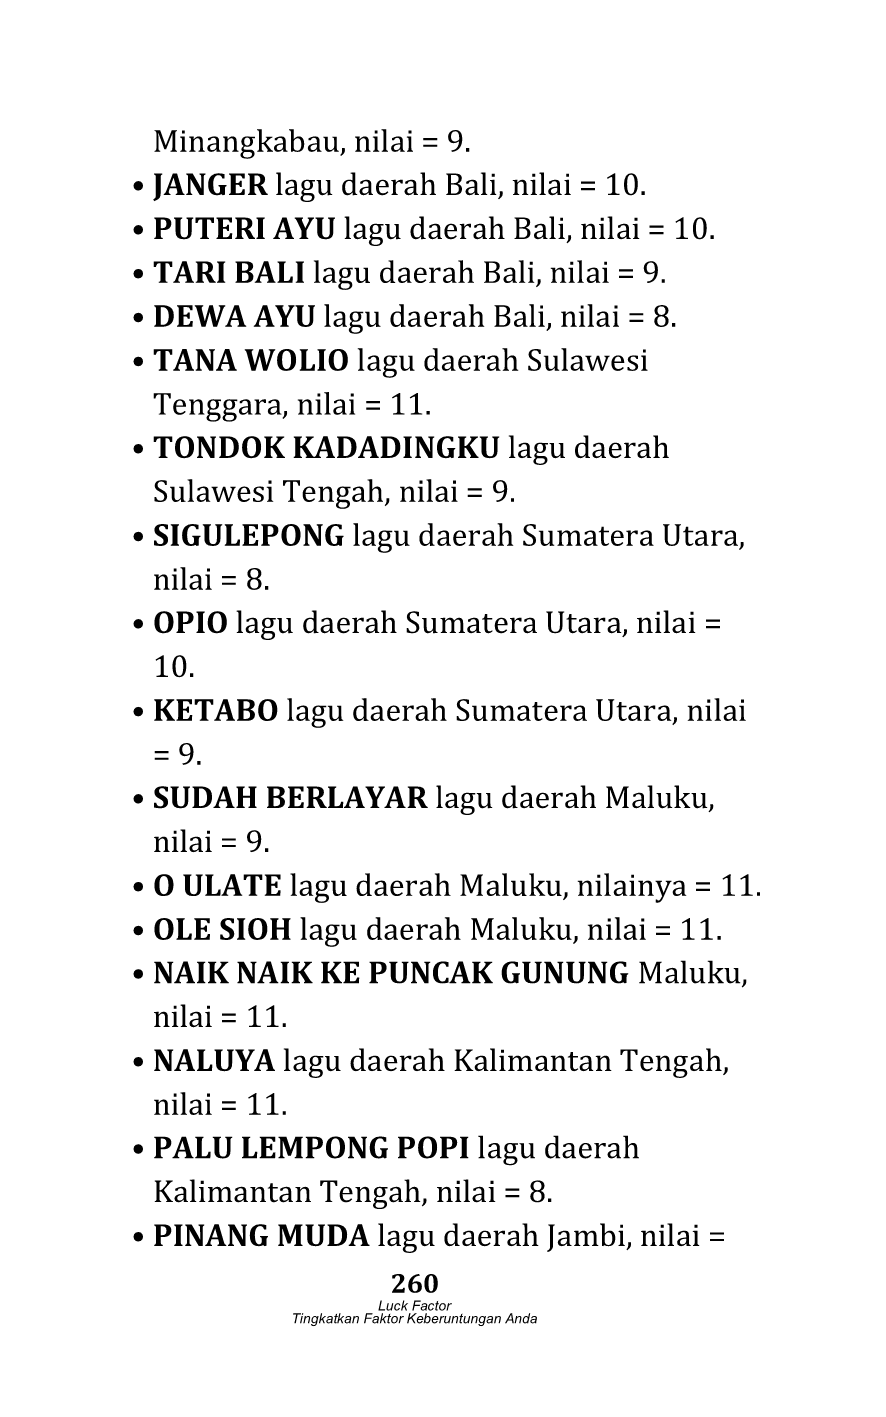 Minangkabau, nilai = 9.
• JANGER lagu daerah Bali, nilai = 10.
• PUTERI AYU lagu daerah Bali, nilai = 10.
• TARI BALI lagu daerah Bali, nilai = 9.
• DEWA AYU lagu daerah Bali, nilai = 8.
• TANA WOLIO lagu daerah Sulawesi
Tenggara, nilai = 11.
• TONDOK KADADINGKU lagu daerah
Sulawesi Tengah, nilai = 9.
• SIGULEPONG lagu daerah Sumatera Utara,
nilai = 8.
• OPIO lagu daerah Sumatera Utara, nilai =
10.
• KETABO lagu daerah Sumatera Utara, nilai
= 9.
• SUDAH BERLAYAR lagu daerah Maluku,
nilai = 9.
• O ULATE lagu daerah Maluku, nilainya = 11.
• OLE SIOH lagu daerah Maluku, nilai = 11.
• NAIK NAIK KE PUNCAK GUNUNG Maluku,
nilai = 11.
• NALUYA lagu daerah Kalimantan Tengah,
nilai = 11.
• PALU LEMPONG POPI lagu daerah
Kalimantan Tengah, nilai = 8.
• PINANG MUDA lagu daerah Jambi, nilai =
260
Luck Factor
Tingkatkan Faktor Keberuntungan Anda